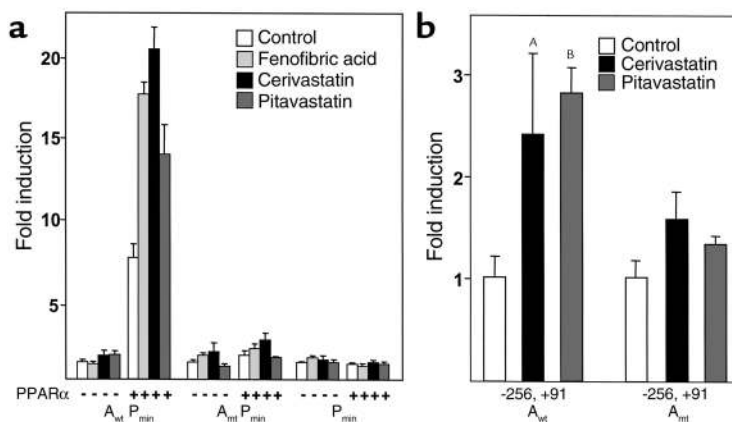 a
Fold induction
20
15
10
5
Control
Fenofibric acid
Cerivastatin
Pitavastatin
PPARα - - - - ++++ - - - - ++++ - - - - ++++
Awt Pmin Amt Pmin Pmin
b
Fold induction
3
2
1
A B
Control
Cerivastatin
Pitavastatin
-256, +91 -256, +91
Awt Amt